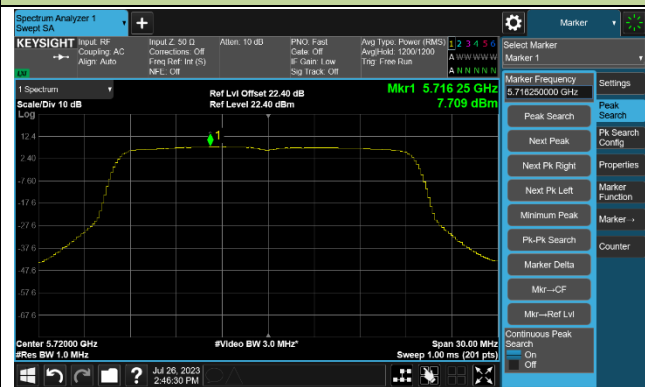 Spectrum Analyzer 1
Swept SA
+
Marker
KEYSIGHT
Input: RF
Coupling: AC
Align: Auto
Input Z: 50 Ω
Corrections: Off
Freq Ref: Int (S)
NFE: Off
Atten: 10 dB
PNO: Fast
Gate: Off
IF Gain: Low
Sig Track: Off
Avg Type: Power (RMS)
Avg|Hold: 1200/1200
Trig: Free Run
1 2 3 4 5 6
A W W W W W
A N N N N N
LXI
Select Marker
Marker 1
1 Spectrum
Scale/Div 10 dB
Log
Ref Lvl Offset 22.40 dB
Ref Level 22.40 dBm
Mkr1 5.716 25 GHz
7.709 dBm
1
12.4
2.40
-7.60
-17.6
-27.6
-37.6
-47.6
-57.6
-67.6
Center 5.72000 GHz
#Res BW 1.0 MHz
#Video BW 3.0 MHz*
Span 30.00 MHz
Sweep 1.00 ms (201 pts)
Marker Frequency
5.716250000 GHz
Peak Search
Next Peak
Next Pk Right
Next Pk Left
Minimum Peak
Pk-Pk Search
Marker Delta
Mkr→CF
Mkr→Ref Lvl
Continuous Peak
Search
On
Off
Settings
Peak
Search
Pk Search
Config
Properties
Marker
Function
Marker→
Counter
?
Jul 26, 2023
2:46:30 PM